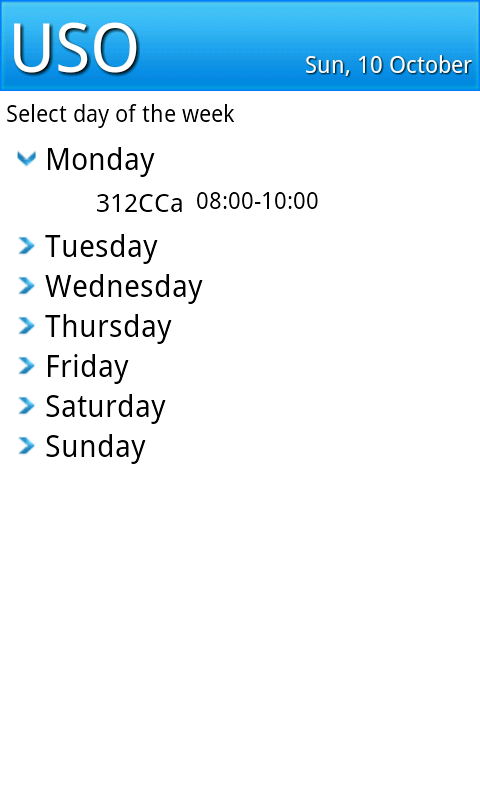 USO
Sun, 10 October
Select day of the week
Monday
312CCa 08:00-10:00
Tuesday
Wednesday
Thursday
Friday
Saturday
Sunday